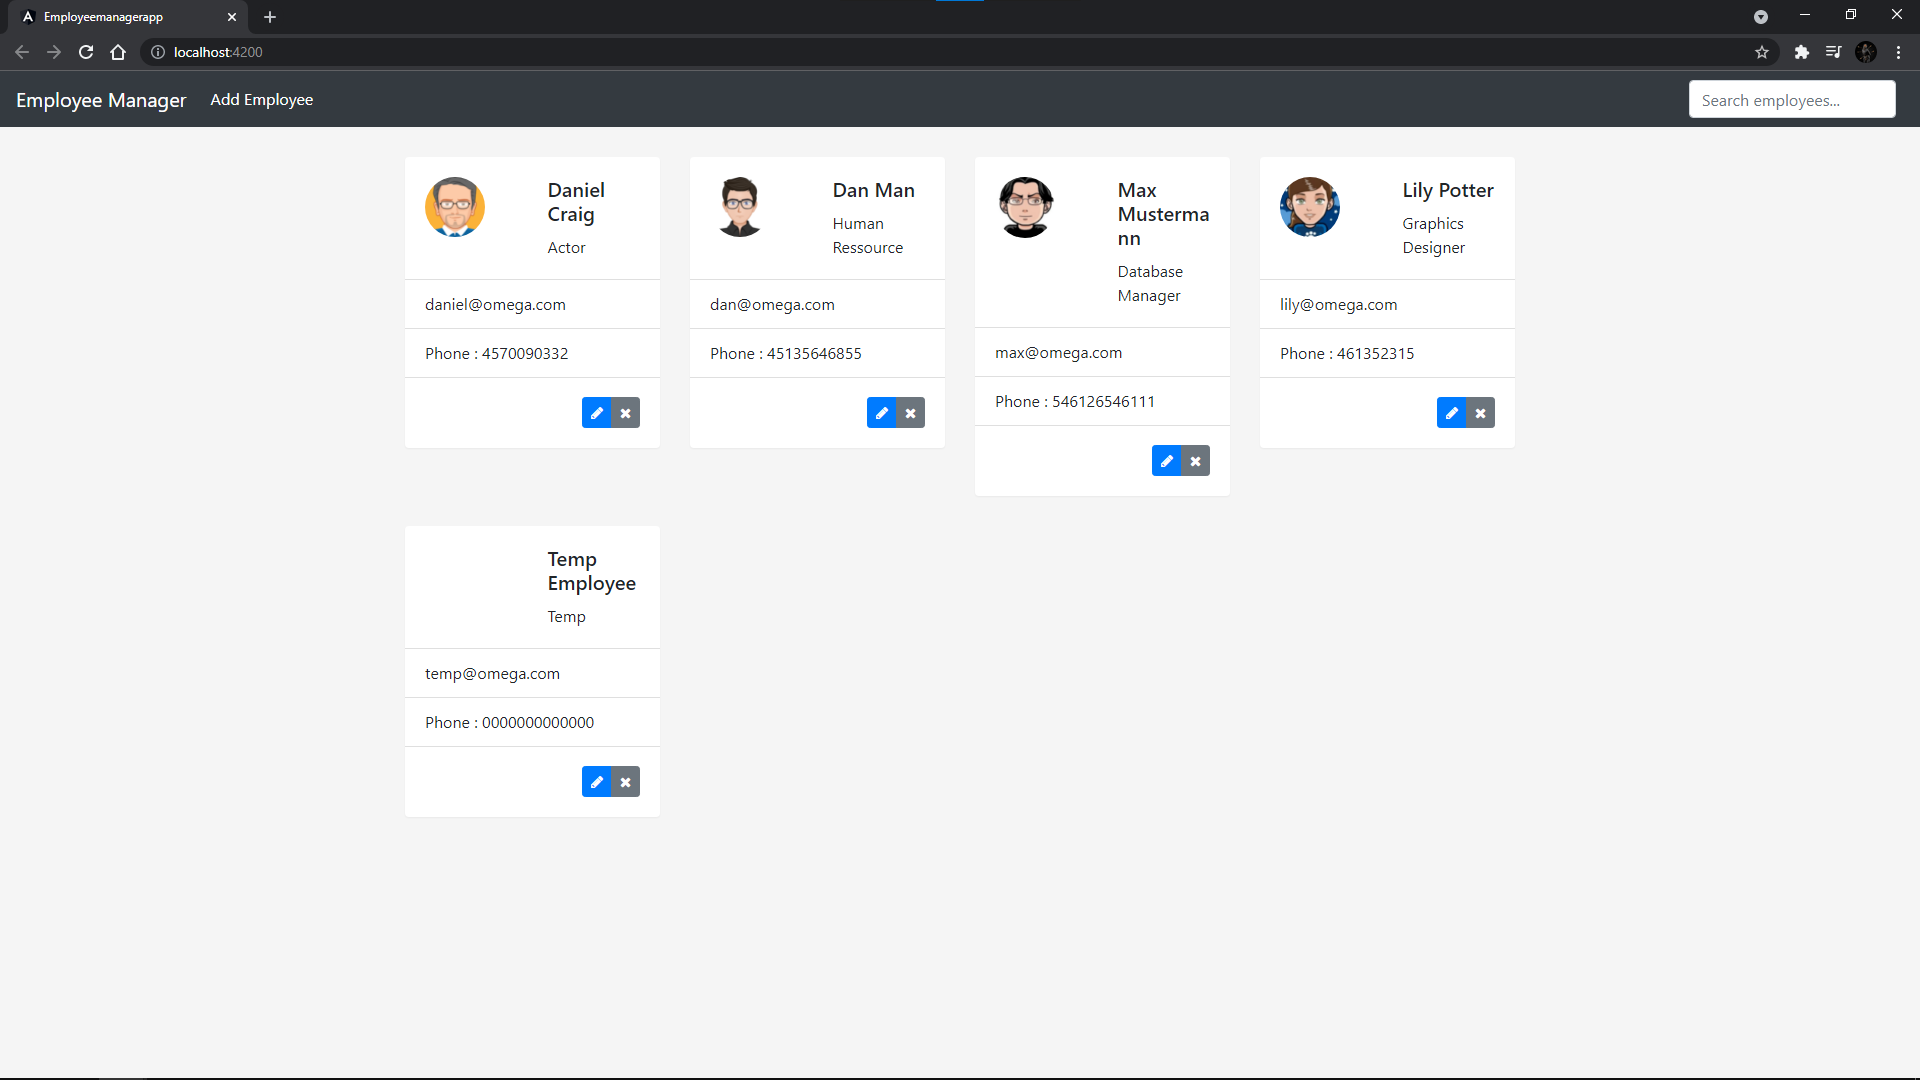 Employeemanagerapp
localhost:4200
Employee Manager Add Employee
Search employees...
Daniel
Craig
Actor
daniel@omega.com
Phone : 4570090332
Dan Man
Human
Ressource
dan@omega.com
Phone : 45135646855
Max
Musterma
nn
Database
Manager
max@omega.com
Phone : 546126546111
Lily Potter
Graphics
Designer
lily@omega.com
Phone : 461352315
Temp
Employee
Temp
temp@omega.com
Phone : 0000000000000